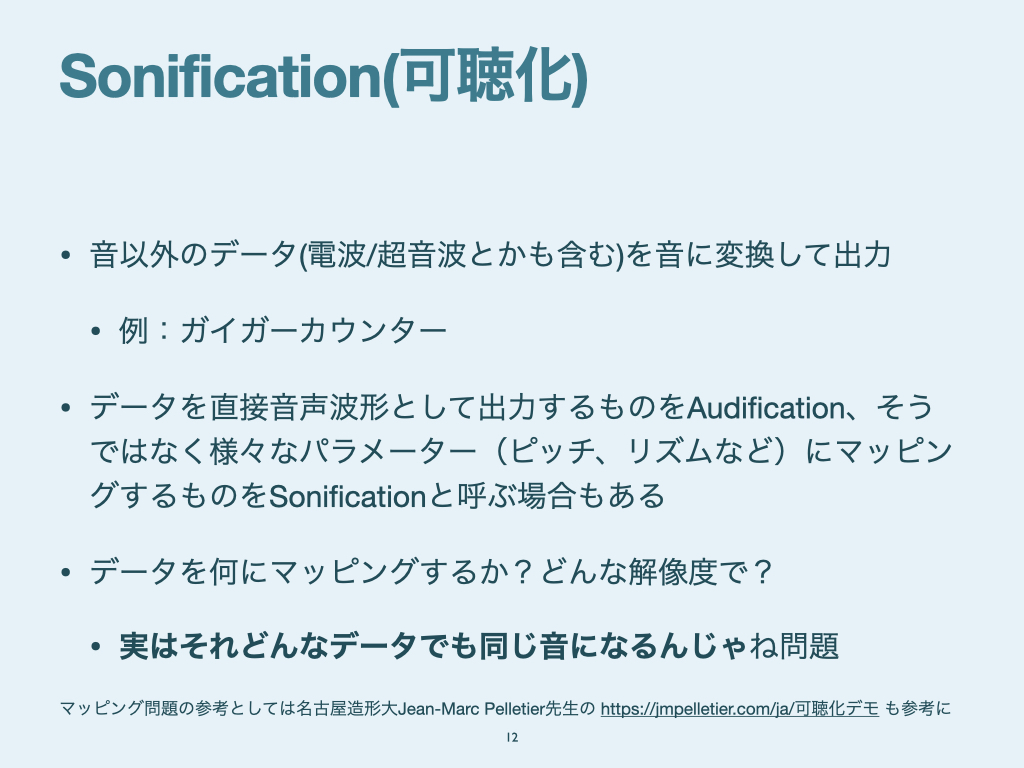 Sonification(可聴化)
• 音以外のデータ(電波/超音波とかも含む)を音に変換して出力
• 例：ガイガーカウンター
• データを直接音声波形として出力するものをAudification、そう
ではなく様々なパラメーター（ピッチ、リズムなど）にマッピン
グするものをSonificationと呼ぶ場合もある
• データを何にマッピングするか？どんな解像度で？
• 実はそれどんなデータでも同じ音になるんじゃね問題
マッピング問題の参考としては名古屋造形大Jean-Marc Pelletier先生の https://jmpelletier.com/ja/可聴化デモ も参考に
12